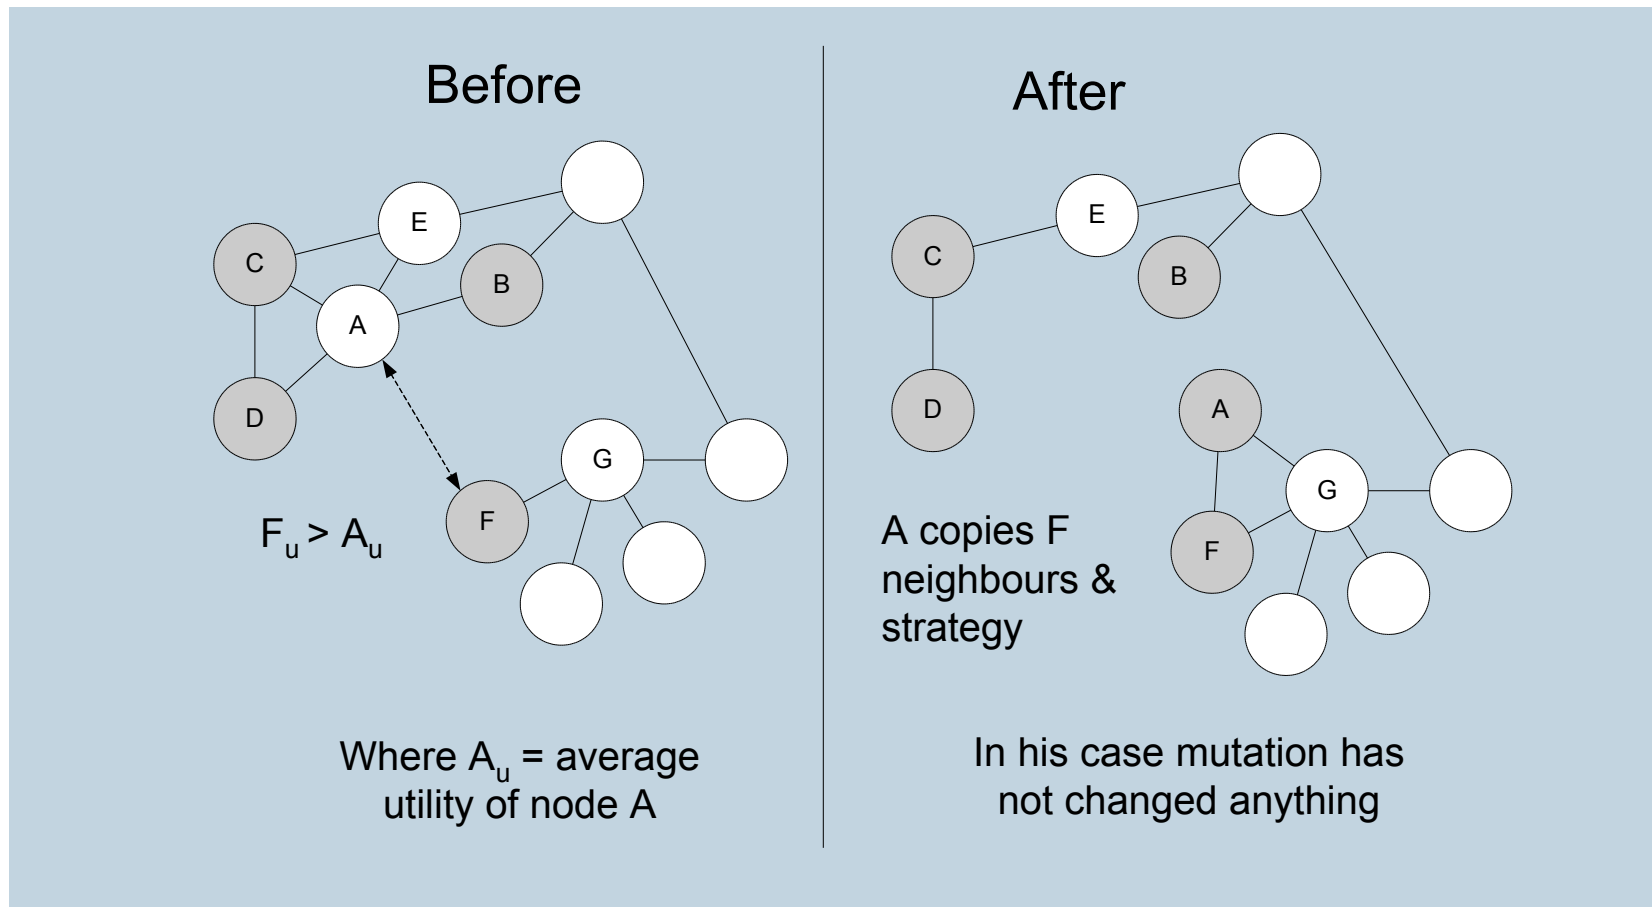 Before
E
C
B
A
D
G
F
Fu > Au
Where Au = average
utility of node A
After
E
C
B
D
A
G
F
A copies F
neighbours &
strategy
In his case mutation has
not changed anything